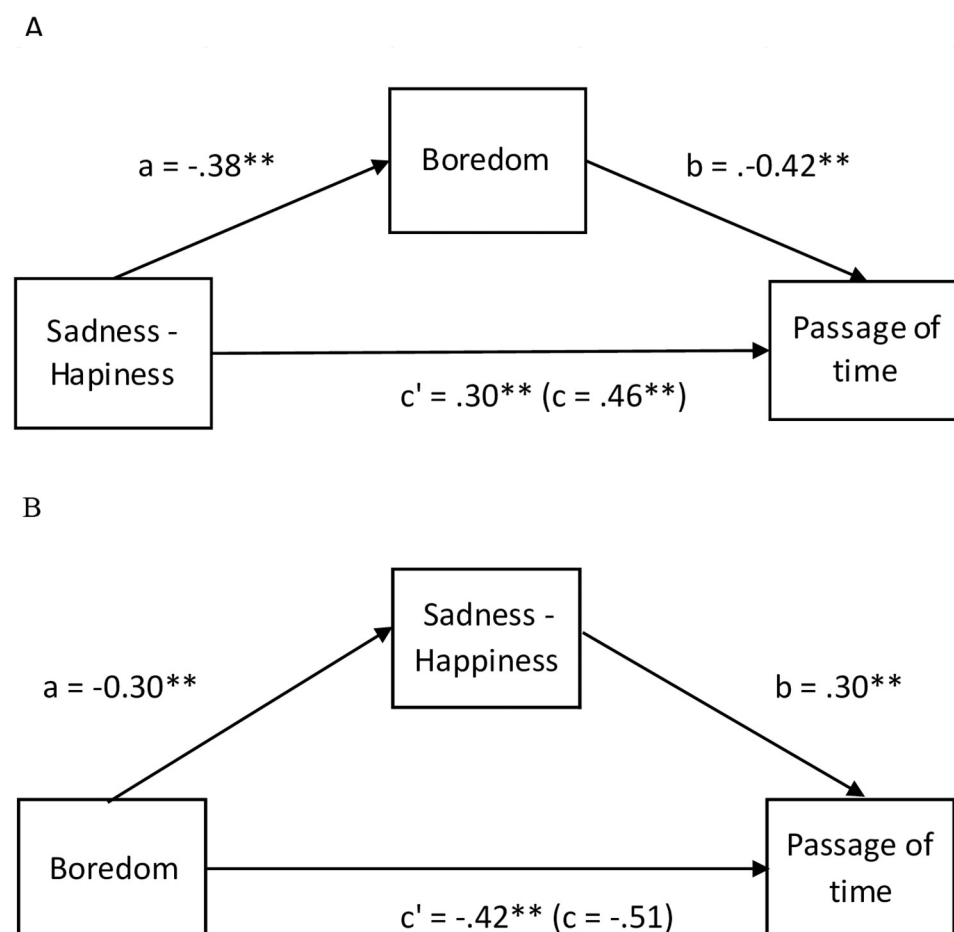 A
a = -.38**
Boredom
b = .-0.42**
Sadness -
Hapiness
Passage of
time
c' = .30** (c = .46**)
B
Sadness -
Happiness
a = -0.30**
b = .30**
Boredom
Passage of
time
c' = -.42** (c = -.51)